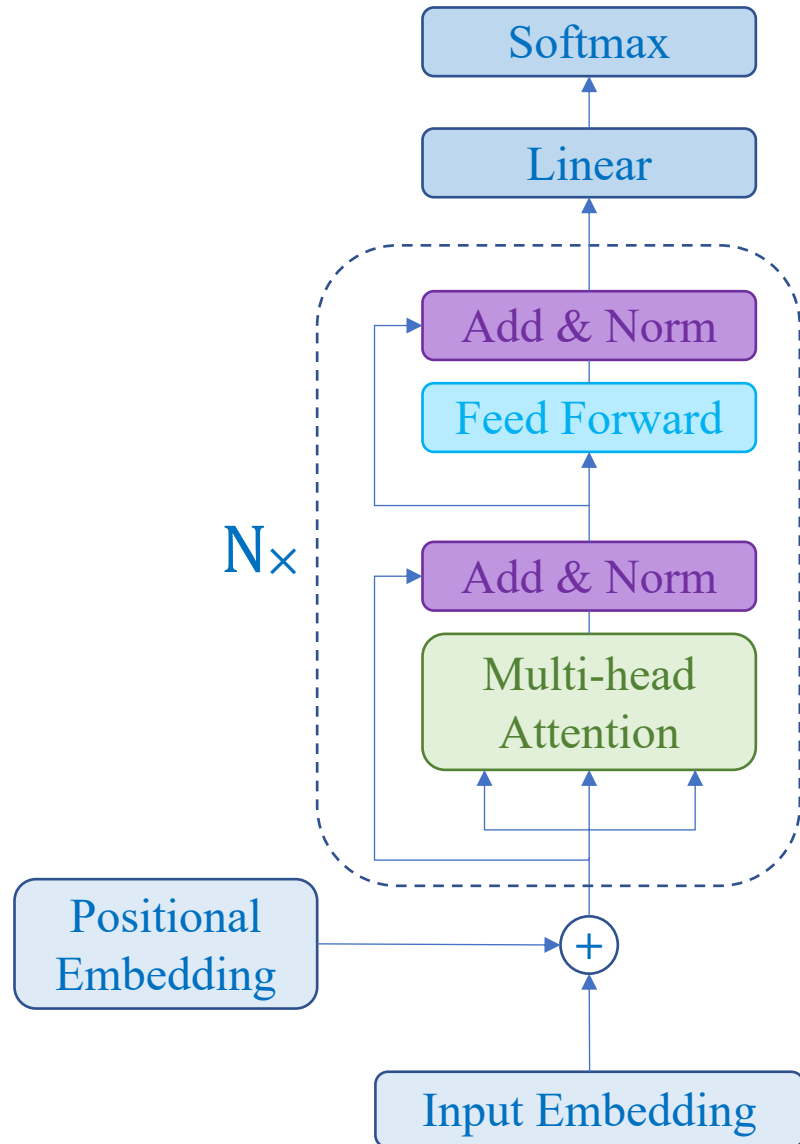 Softmax
Linear
Add & Norm
Feed Forward
N×
Add & Norm
Multi-head
Attention
Positional
Embedding
+
Input Embedding